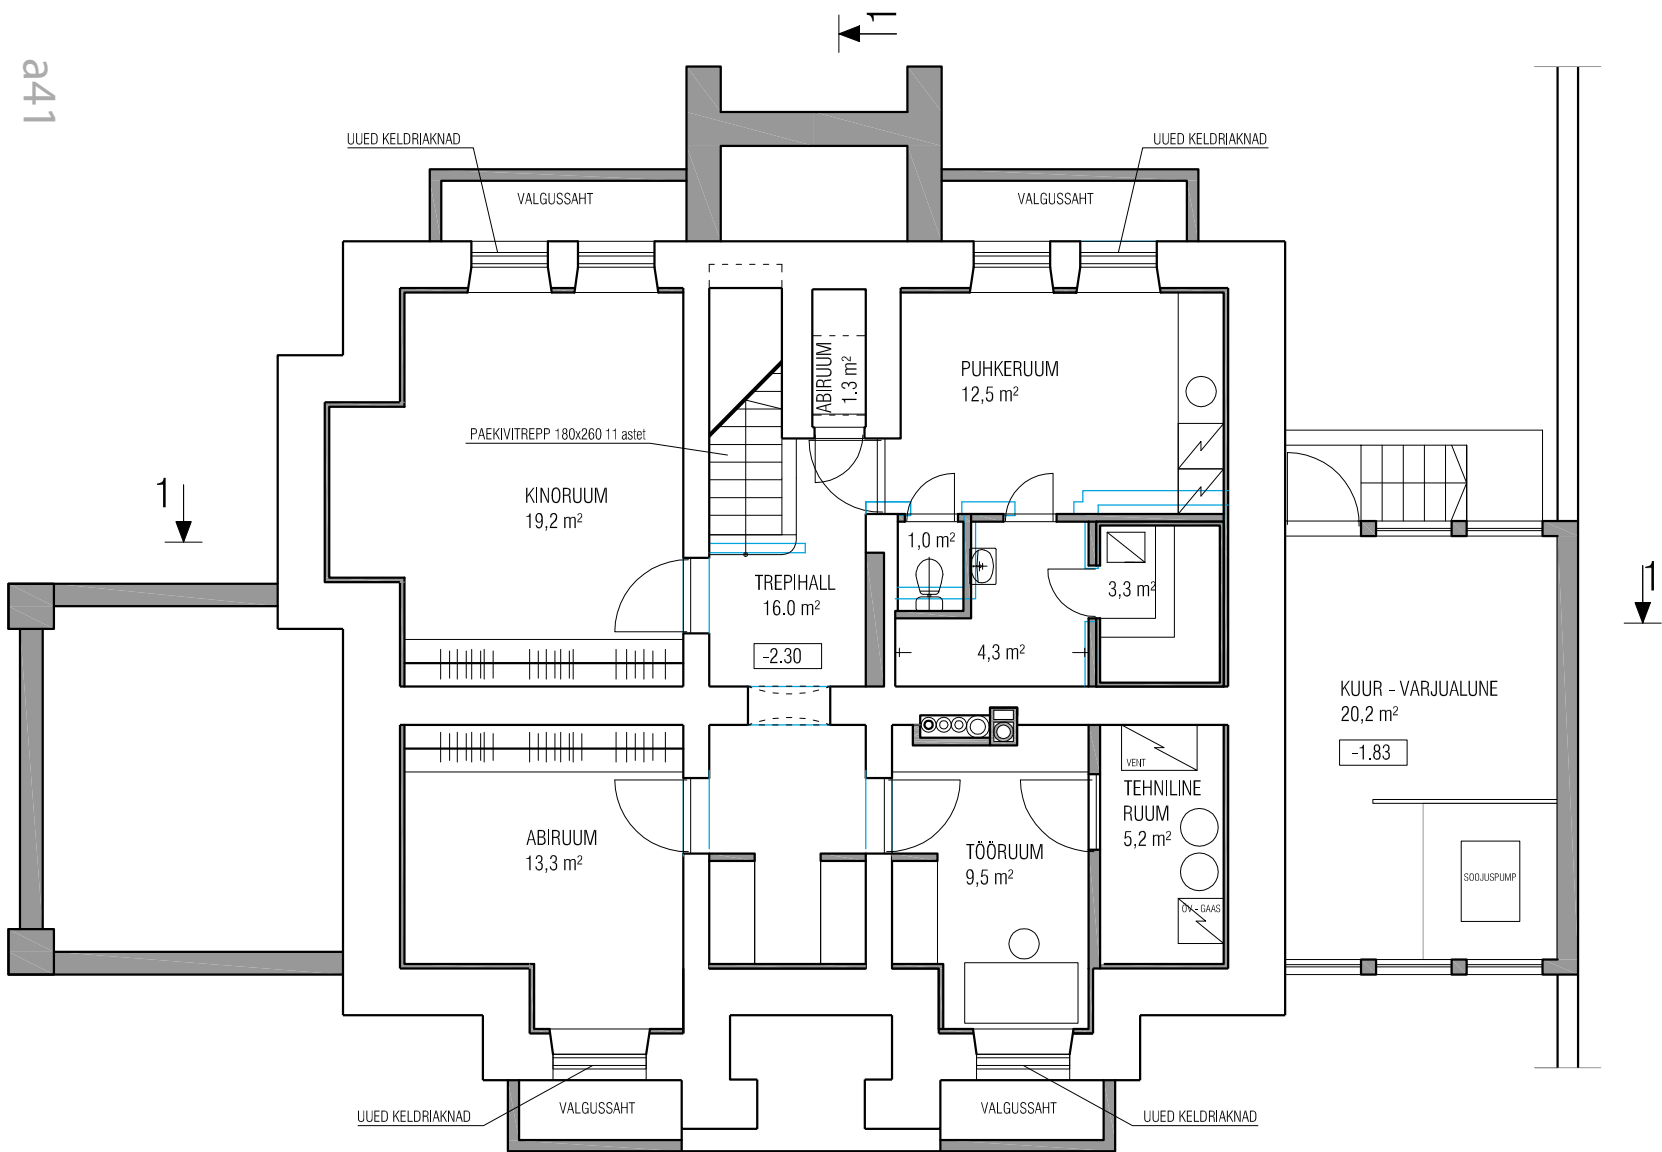 1
a41
UUED KELDRIAKNAD
UUED KELDRIAKNAD
VALGUSSAHT
VALGUSSAHT
ABIRUUM
1.3 m²
PUHKERUUM
12,5 m²
PAEKIVITREPP 180x260 11 astet
1
KINORUUM
19,2 m²
1,0 m²
TREPIHALL
16.0 m²
3,3 m²
1
-2.30
4,3 m²
KUUR - VARJUALUNE
20,2 m²
-1.83
VENT
TEHNILINE
RUUM
5,2 m²
ABIRUUM
13,3 m²
TÖÖRUUM
9,5 m²
SOOJUSPUMP
ÕV - GAAS
VALGUSSAHT
VALGUSSAHT
UUED KELDRIAKNAD
UUED KELDRIAKNAD